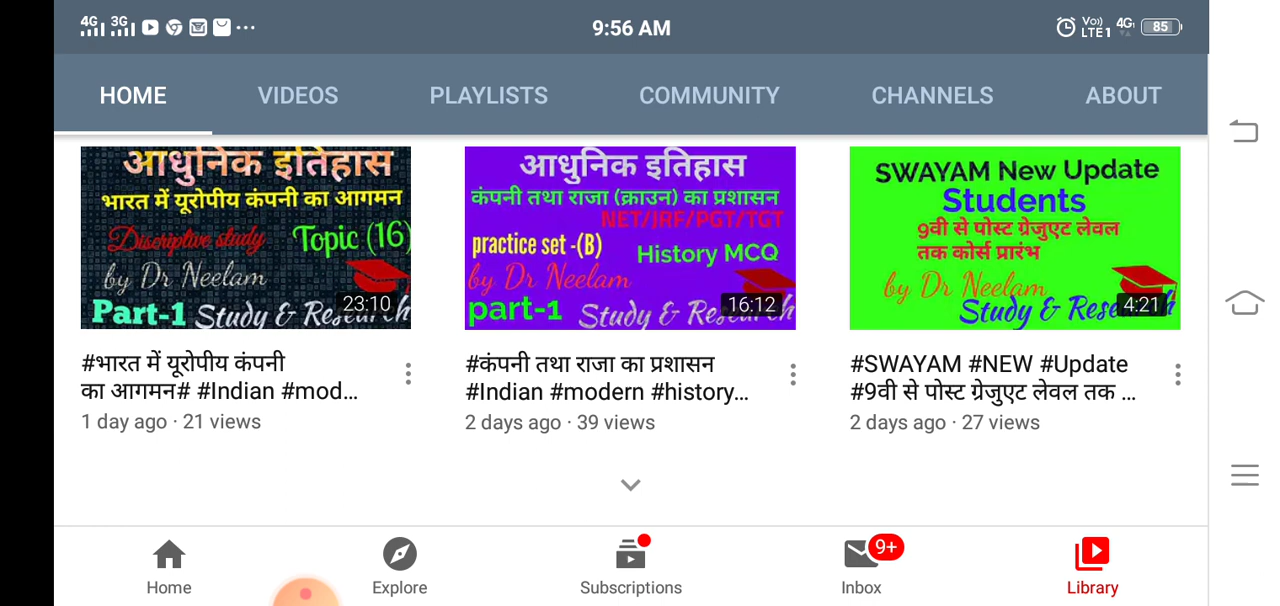 4G 3G 9:56 AM Vo)) LTE 1 4G 85
HOME VIDEOS PLAYLISTS COMMUNITY CHANNELS ABOUT
आधुनिक इतिहास
भारत में यूरोपीय कंपनी का आगमन
Discriptive study Topic (16)
by Dr Neelam
Part-1 Study & Research
23:10
#भारत में यूरोपीय कंपनी
का आगमन# #Indian #mod...
1 day ago · 21 views
आधुनिक इतिहास
कंपनी तथा राजा (क्राउन) का प्रशासन
NET/JRF/PGT/TGT
practice set -(B) History MCQ
by Dr Neelam
part-1 Study & Research
16:12
#कंपनी तथा राजा का प्रशासन
#Indian #modern #history...
2 days ago · 39 views
SWAYAM New Update
Students
9वी से पोस्ट ग्रेजुएट लेवल
तक कोर्स प्रारंभ
by Dr Neelam
Study & Research
4:21
#SWAYAM #NEW #Update
#9वी से पोस्ट ग्रेजुएट लेवल तक ...
2 days ago · 27 views
9+
Home Explore Subscriptions Inbox Library